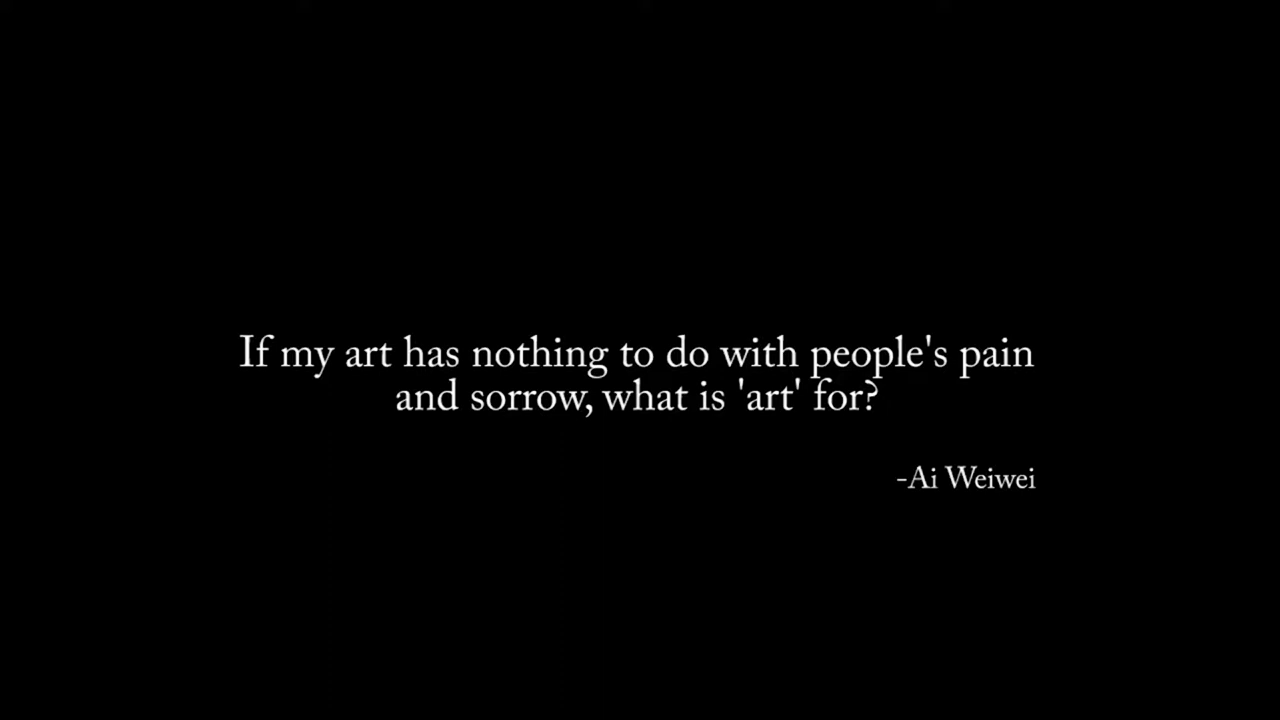 If my art has nothing to do with people's pain
and sorrow, what is 'art' for?
-Ai Weiwei